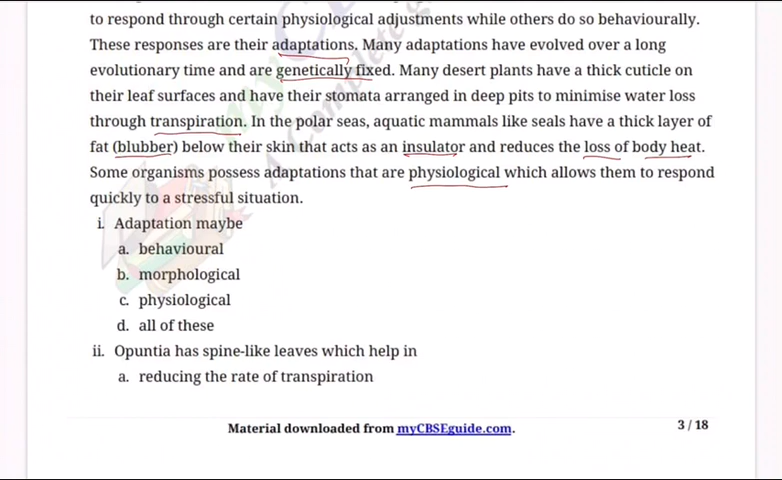 to respond through certain physiological adjustments while others do so behaviourally.
These responses are their adaptations. Many adaptations have evolved over a long
evolutionary time and are genetically fixed. Many desert plants have a thick cuticle on
their leaf surfaces and have their stomata arranged in deep pits to minimise water loss
through transpiration. In the polar seas, aquatic mammals like seals have a thick layer of
fat (blubber) below their skin that acts as an insulator and reduces the loss of body heat.
Some organisms possess adaptations that are physiological which allows them to respond
quickly to a stressful situation.
i. Adaptation maybe
a. behavioural
b. morphological
c. physiological
d. all of these
ii. Opuntia has spine-like leaves which help in
a. reducing the rate of transpiration
Material downloaded from myCBSEguide.com.
3 / 18